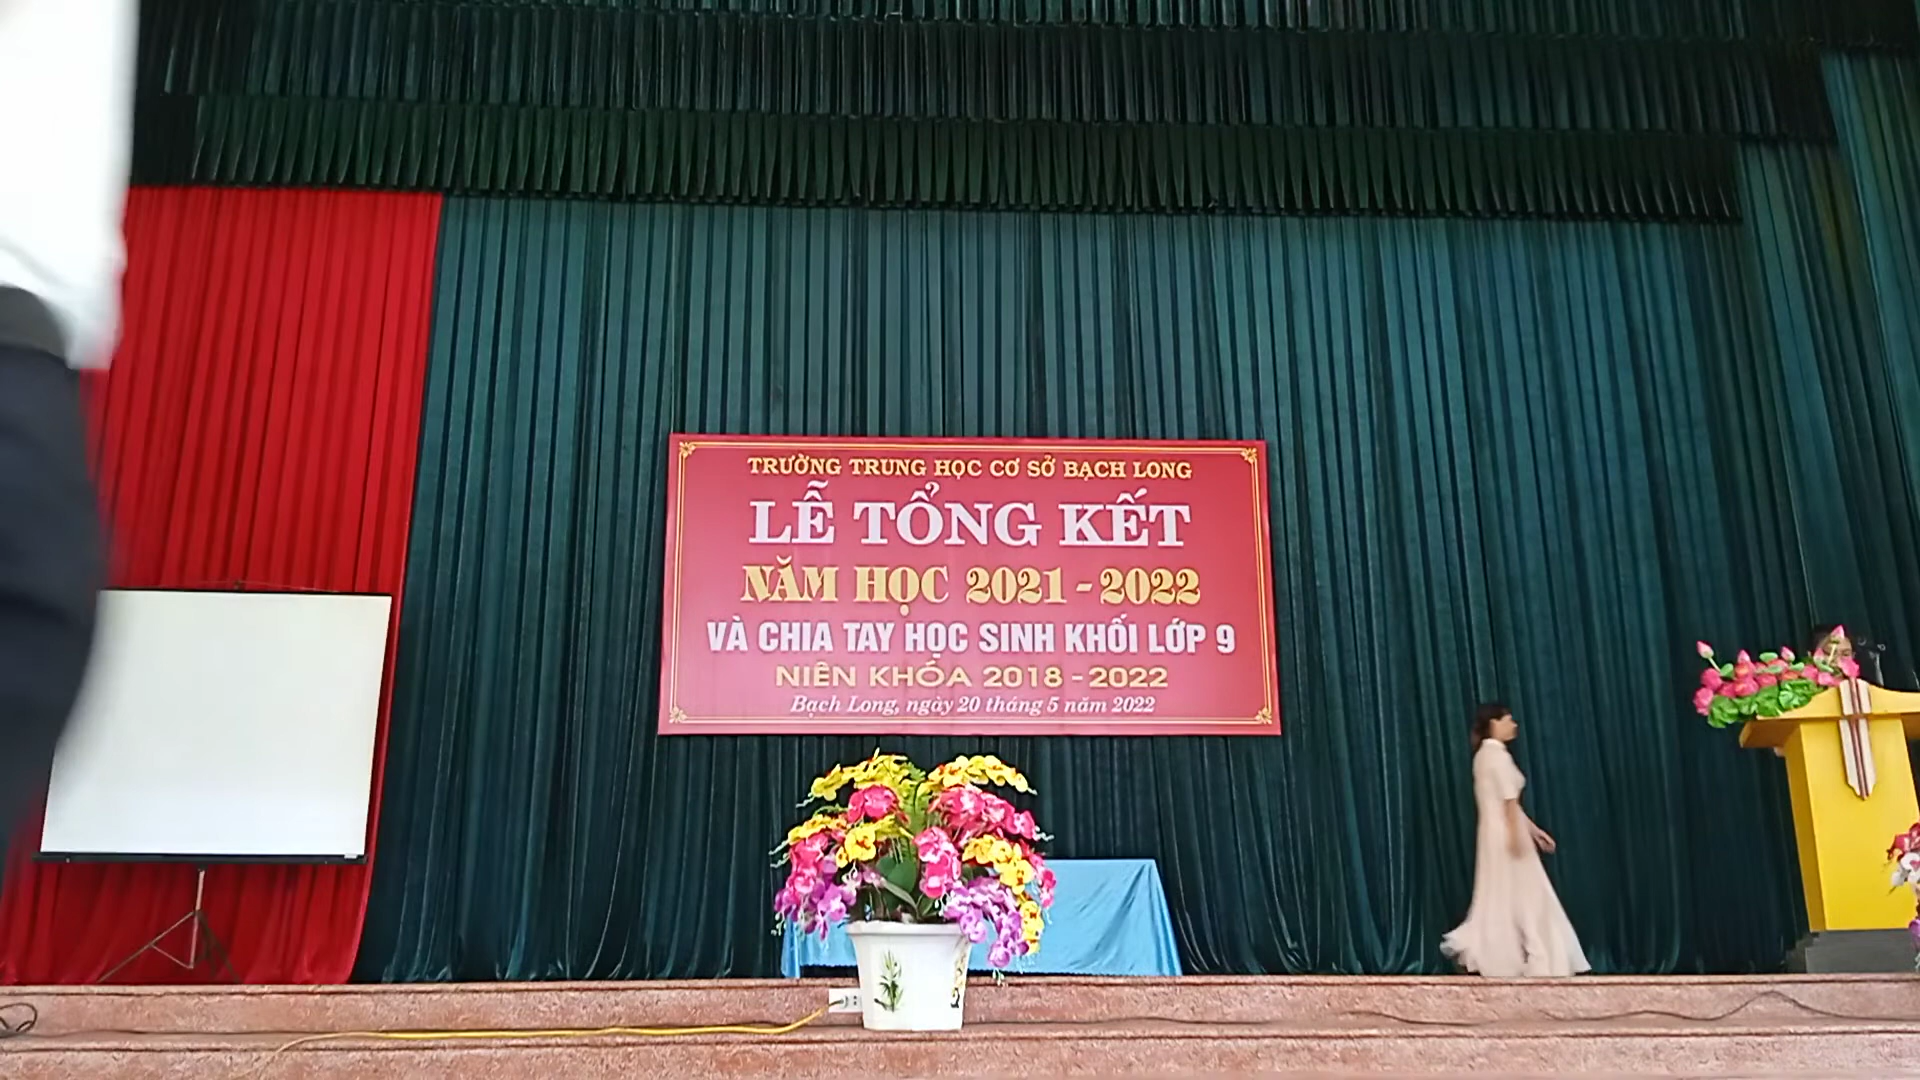 TRƯỜNG TRUNG HỌC CƠ SỞ BẠCH LONG
LỄ TỔNG KẾT
NĂM HỌC 2021 - 2022
VÀ CHIA TAY HỌC SINH KHỐI LỚP 9
NIÊN KHÓA 2018 - 2022
Bạch Long, ngày 20 tháng 5 năm 2022